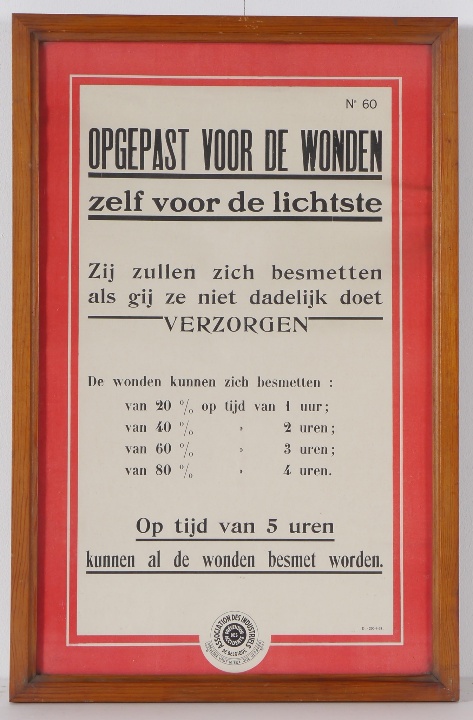 N° 60
OPGEPAST VOOR DE WONDEN
zelf voor de lichtste
Zij zullen zich besmetten
als gij ze niet dadelijk doet
VERZORGEN
De wonden kunnen zich besmetten :
van 20 % op tijd van 1 uur;
van 40 % » 2 uren;
van 60 % » 3 uren;
van 80 % » 4 uren.
Op tijd van 5 uren
kunnen al de wonden besmet worden.
ASSOCIATION DES INDUSTRIELS
DE BELGIQUE